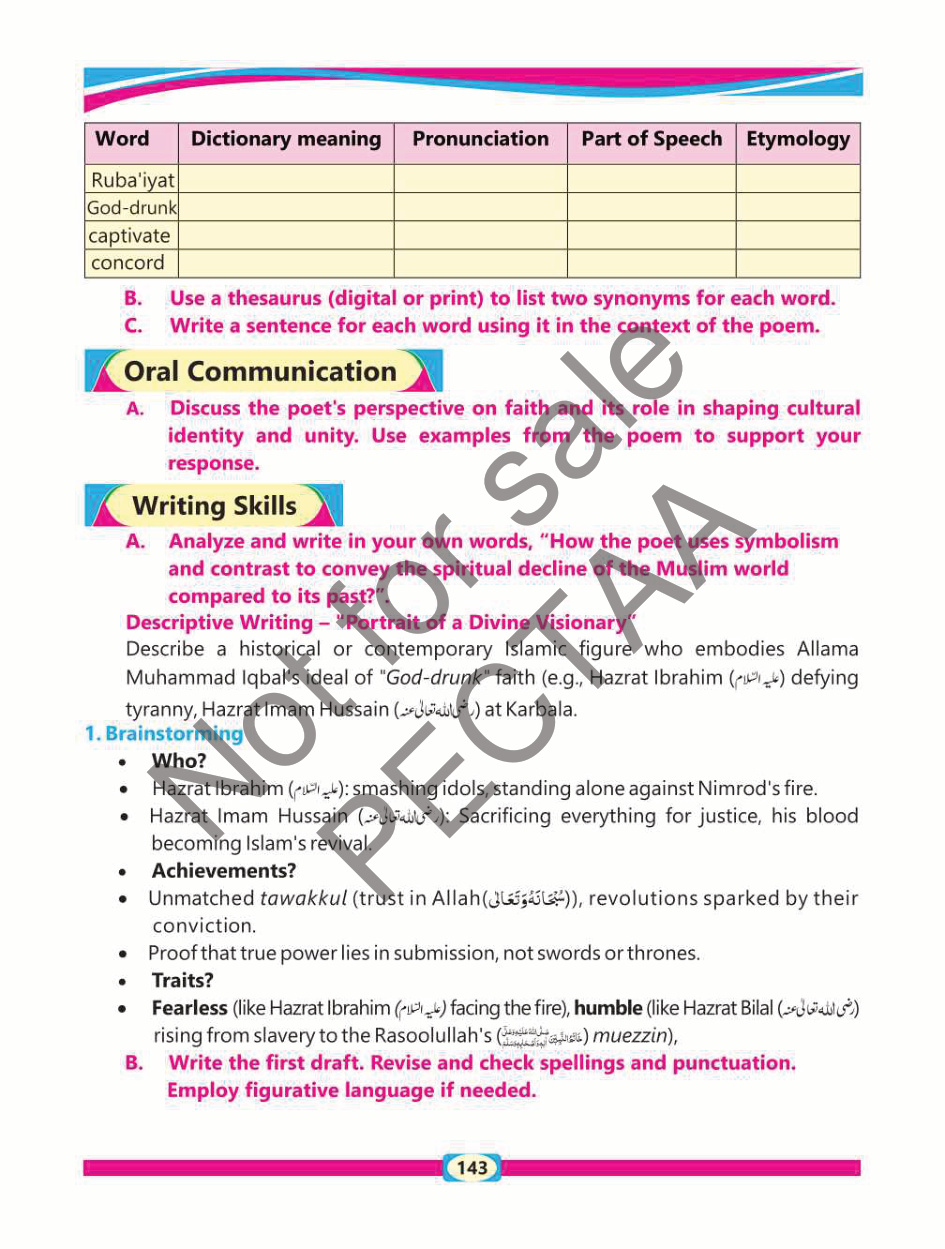 Word Dictionary meaning Pronunciation Part of Speech Etymology
Ruba'iyat
God-drunk
captivate
concord
B. Use a thesaurus (digital or print) to list two synonyms for each word.
C. Write a sentence for each word using it in the context of the poem.
Oral Communication
A. Discuss the poet's perspective on faith and its role in shaping cultural
identity and unity. Use examples from the poem to support your
response.
Writing Skills
A. Analyze and write in your own words, “How the poet uses symbolism
and contrast to convey the spiritual decline of the Muslim world
compared to its past?”.
Descriptive Writing – "Portrait of a Divine Visionary”
Describe a historical or contemporary Islamic figure who embodies Allama
Muhammad Iqbal's ideal of "God-drunk" faith (e.g., Hazrat Ibrahim (علیہ السّلام) defying
tyranny, Hazrat Imam Hussain (رضی اللہ تعالٰی عنہ) at Karbala.
1. Brainstorming
• Who?
• Hazrat Ibrahim (علیہ السّلام): smashing idols, standing alone against Nimrod's fire.
• Hazrat Imam Hussain (رضی اللہ تعالٰی عنہ): Sacrificing everything for justice, his blood
becoming Islam's revival.
• Achievements?
• Unmatched tawakkul (trust in Allah(سُبْحَانَهٗ وَتَعَالٰی)), revolutions sparked by their
conviction.
• Proof that true power lies in submission, not swords or thrones.
• Traits?
• Fearless (like Hazrat Ibrahim (علیہ السّلام) facing the fire), humble (like Hazrat Bilal (رضی اللہ تعالٰی عنہ)
rising from slavery to the Rasoolullah's () muezzin),
B. Write the first draft. Revise and check spellings and punctuation.
Employ figurative language if needed.
143
Not for sale
PECTAA